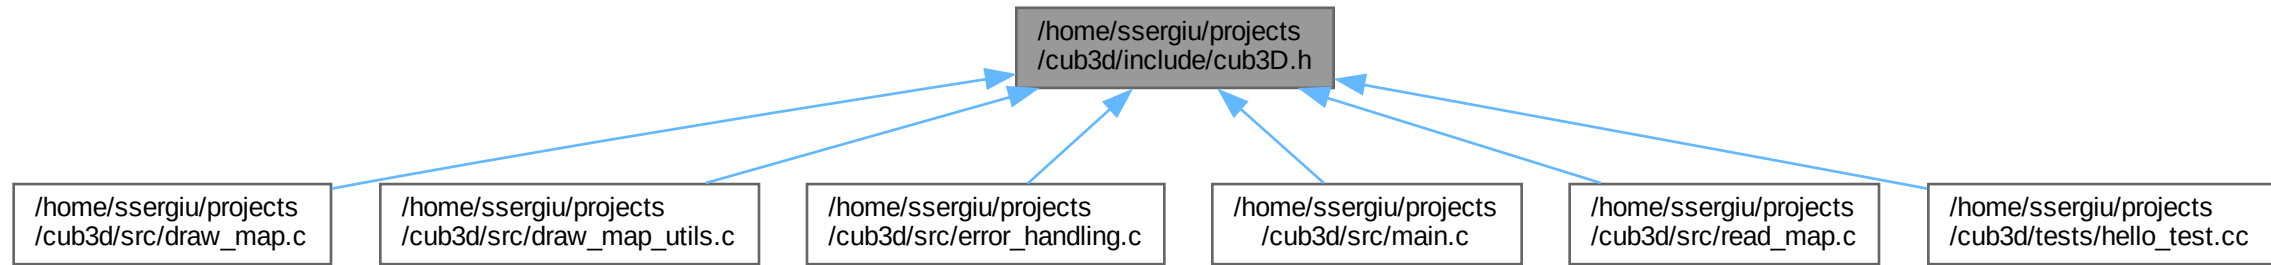 /home/ssergiu/projects
/cub3d/include/cub3D.h
/home/ssergiu/projects
/cub3d/src/draw_map.c
/home/ssergiu/projects
/cub3d/src/draw_map_utils.c
/home/ssergiu/projects
/cub3d/src/error_handling.c
/home/ssergiu/projects
/cub3d/src/main.c
/home/ssergiu/projects
/cub3d/src/read_map.c
/home/ssergiu/projects
/cub3d/tests/hello_test.cc